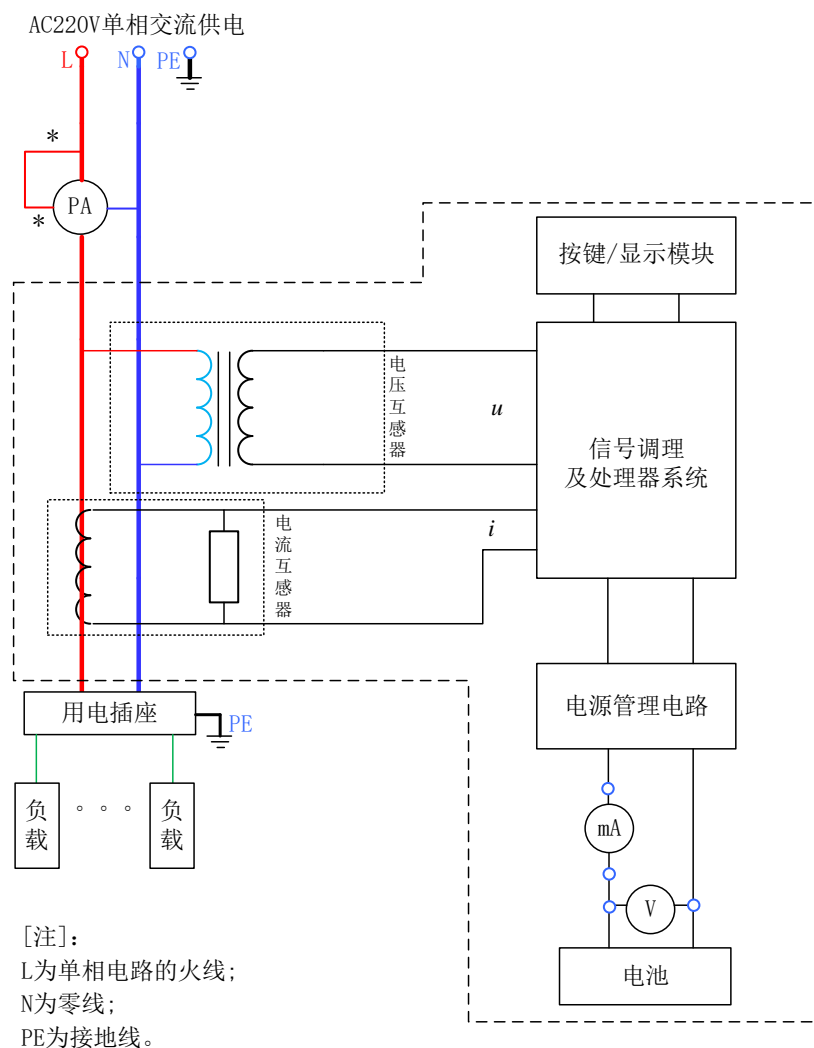 AC220V单相交流供电
L
N
PE
*
*
PA
按键/显示模块
电压互感器
u
信号调理
及处理器系统
电流互感器
i
用电插座
PE
电源管理电路
负载
。。。
负载
mA
V
电池
[注]:
L为单相电路的火线;
N为零线;
PE为接地线。